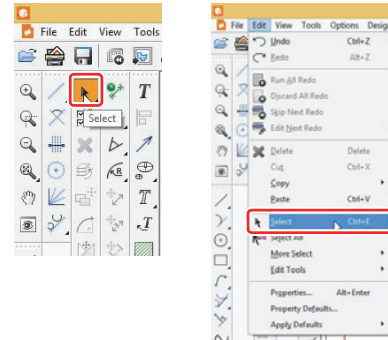 File Edit View Tools
Select
File Edit View Tools Options Desig
Undo Ctrl+Z
Redo Alt+Z
Run All Redo
Discard All Redo
Skip Next Redo
Edit Next Redo
Delete Delete
Cut Ctrl+X
Copy
Paste Ctrl+V
Select Ctrl+E
Select All
More Select
Edit Tools
Properties... Alt+Enter
Property Defaults...
Apply Defaults